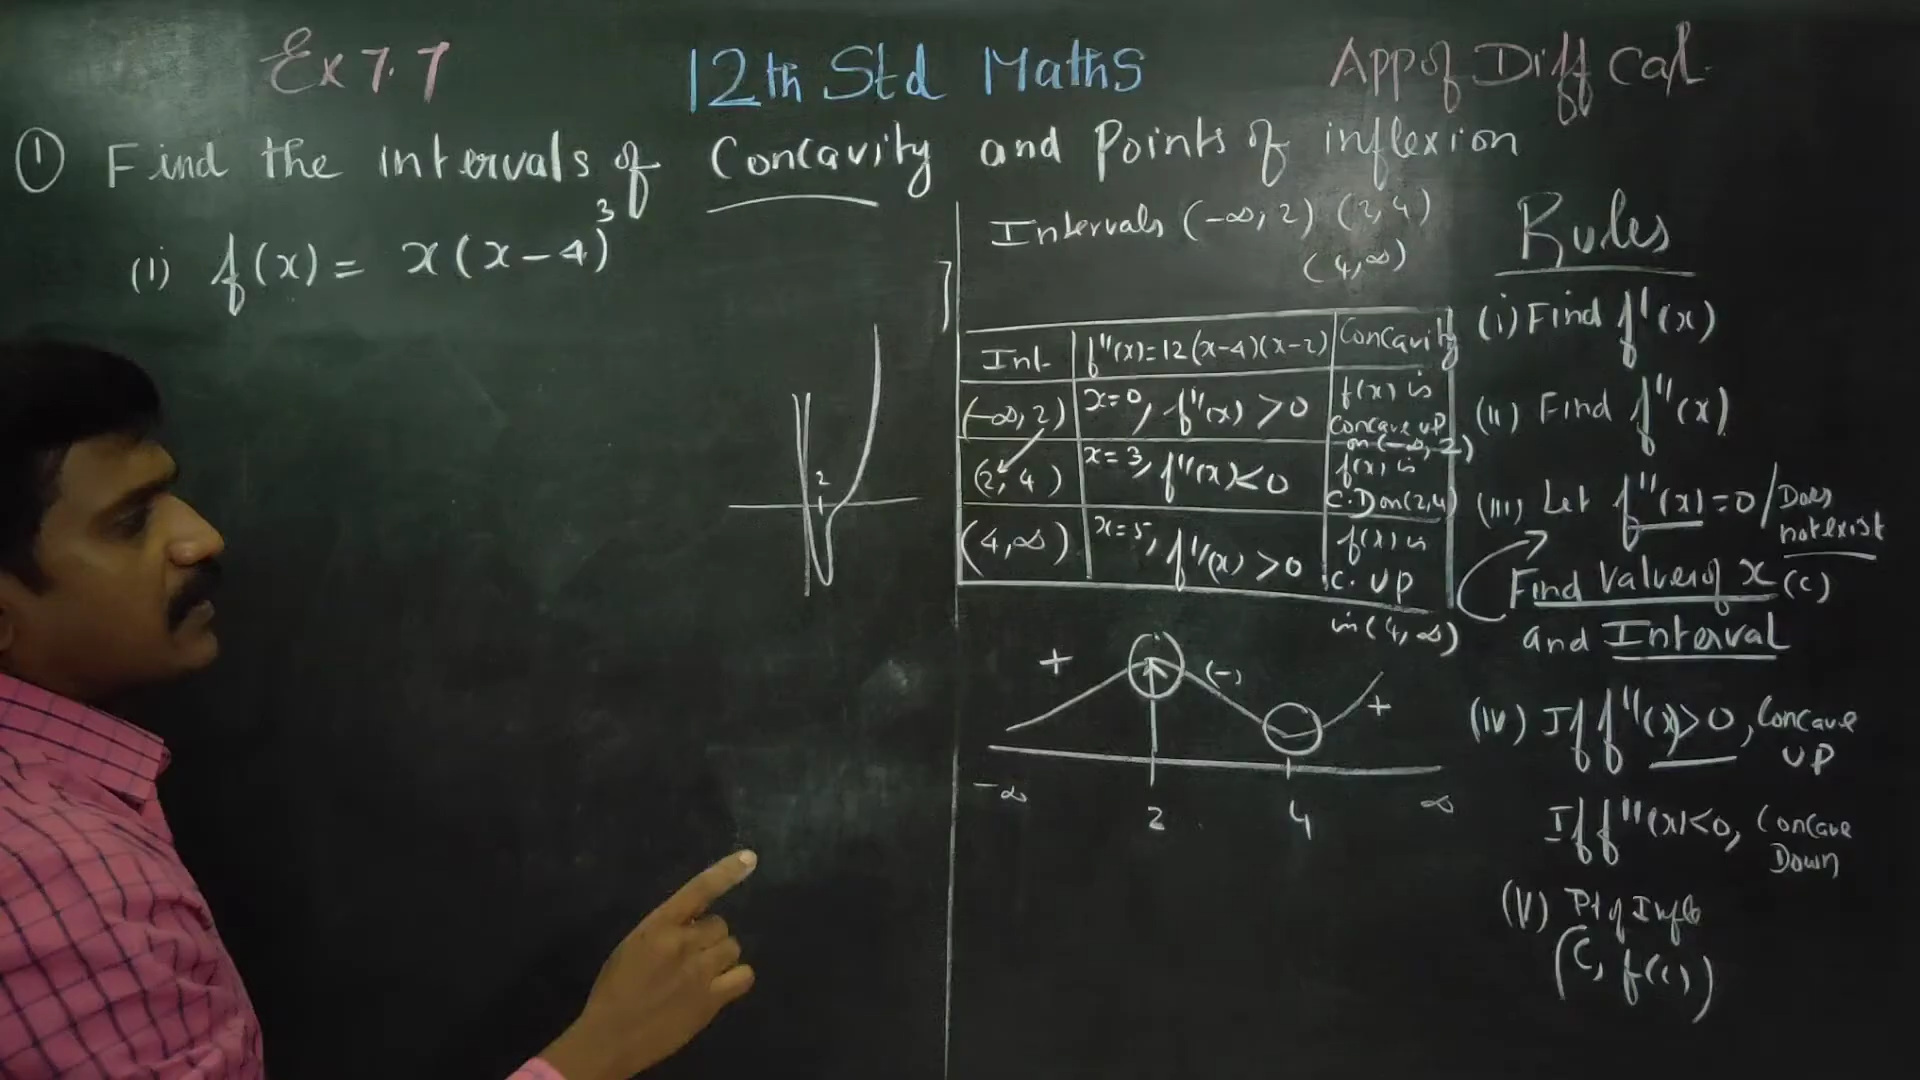 Ex 7.7
12th Std Maths
App of Diff Cal.
① Find the intervals of Concavity and Points of inflexion
(i) f(x) = x(x-4)³
2
Intervals (-∞, 2) (2, 4)
(4, ∞)
Int. f''(x)=12(x-4)(x-2) Concavity
(-∞, 2) x=0, f''(x) > 0 f(x) is
concave up
on (-∞, 2)
(2, 4) x=3, f''(x)<0 f(x) is
C.D on (2, 4)
(4, ∞) x=5, f''(x) > 0 f(x) is
C. UP
in (4, ∞)
+ (-) +
-∞ 2 4 ∞
Rules
(i) Find f'(x)
(ii) Find f''(x)
(iii) Let f''(x)=0 / Does
not exist
Find Values of x (c)
and Interval
(iv) If f''(x)>0, Concave
UP
If f''(x)<0, Concave
Down
(V) Pt of Infle
(C, f(c))